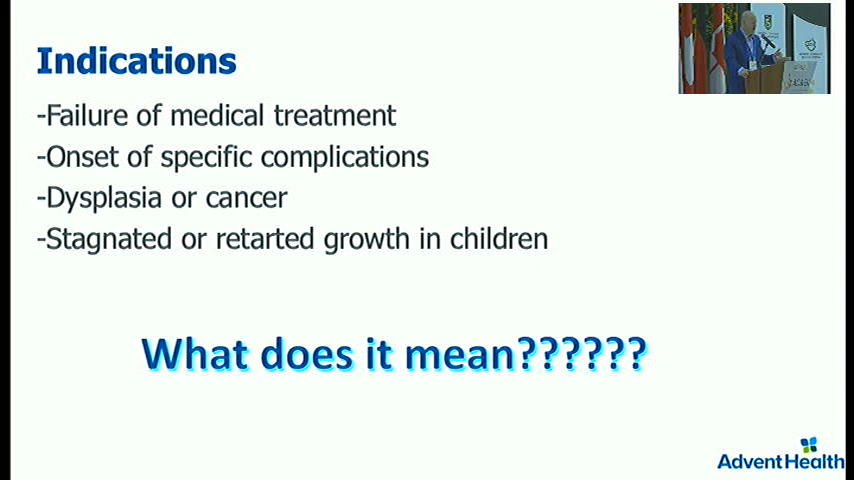 Indications
-Failure of medical treatment
-Onset of specific complications
-Dysplasia or cancer
-Stagnated or retarted growth in children
What does it mean??????
AdventHealth